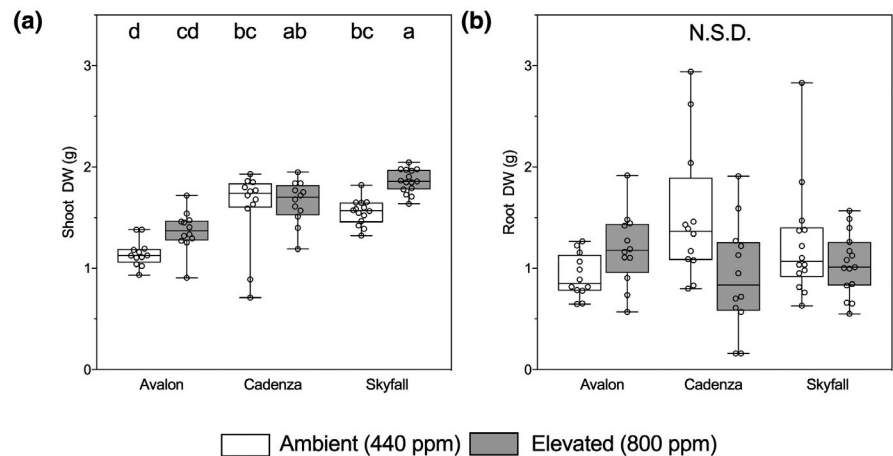 (a)
d cd bc ab bc a
3
2
1
0
Shoot DW (g)
Avalon Cadenza Skyfall
(b)
N.S.D.
3
2
1
0
Root DW (g)
Avalon Cadenza Skyfall
Ambient (440 ppm) Elevated (800 ppm)